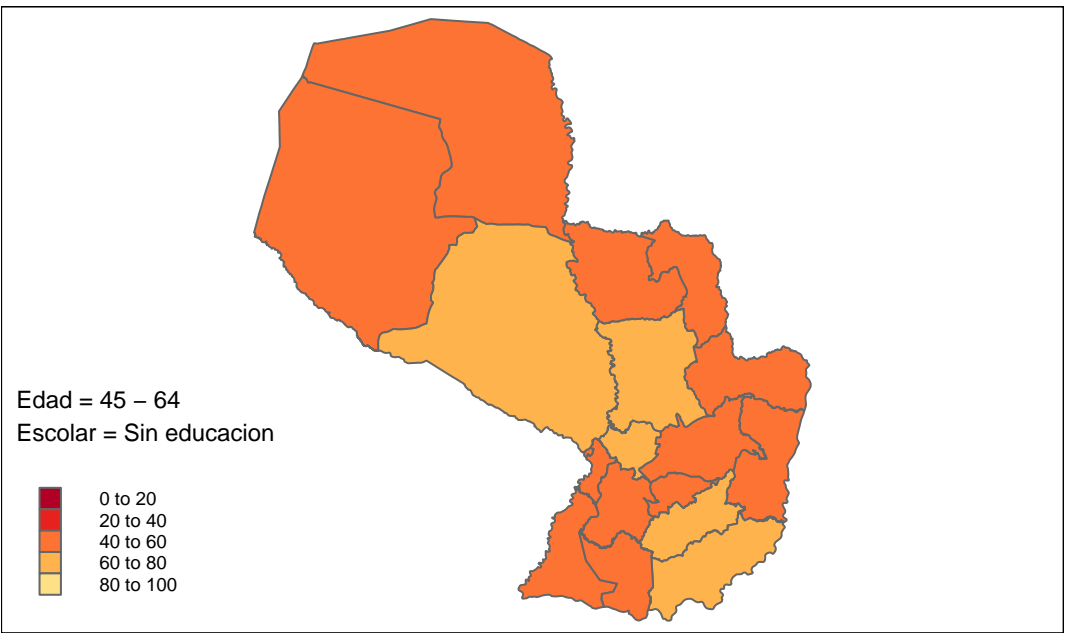 Edad = 45 – 64
Escolar = Sin educacion
0 to 20
20 to 40
40 to 60
60 to 80
80 to 100